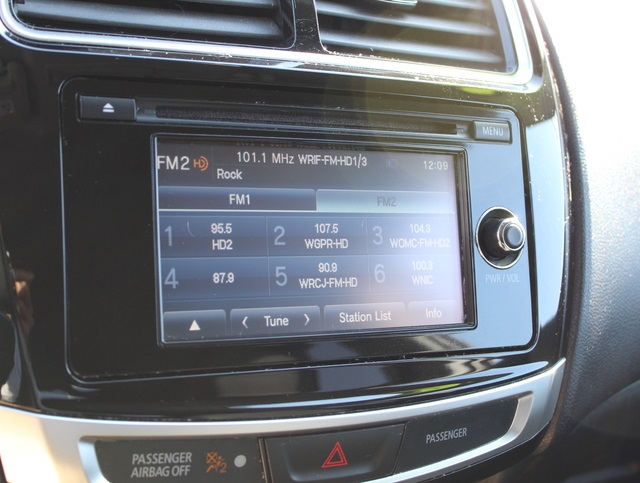 MENU
FM2 HD 101.1 MHz WRIF-FM-HD1/3 12:09
Rock
FM1 FM2
1 95.5 HD2
2 107.5 WGPR-HD
3 104.3 WOMC-FM-HD2
4 87.9
5 90.9 WRCJ-FM-HD
6 100.3 WNIC
Tune Station List Info
PWR / VOL
PASSENGER
AIRBAG OFF
2
PASSENGER